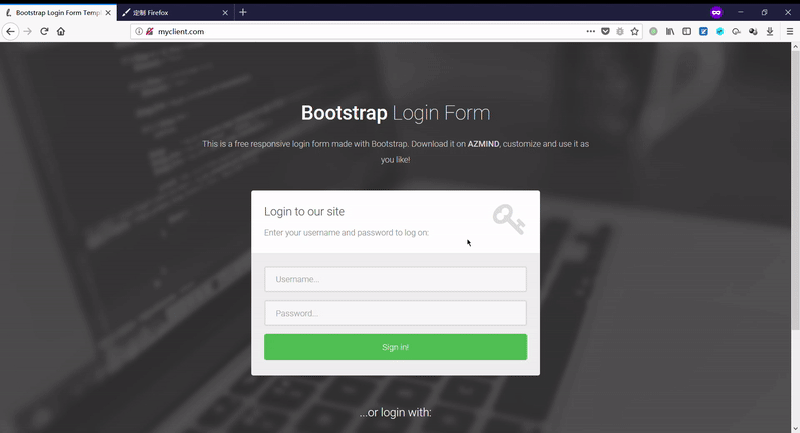 Bootstrap Login Form Templ
定制 Firefox
myclient.com
Bootstrap Login Form
This is a free responsive login form made with Bootstrap. Download it on AZMIND, customize and use it as
you like!
Login to our site
Enter your username and password to log on:
Username...
Password...
Sign in!
...or login with: